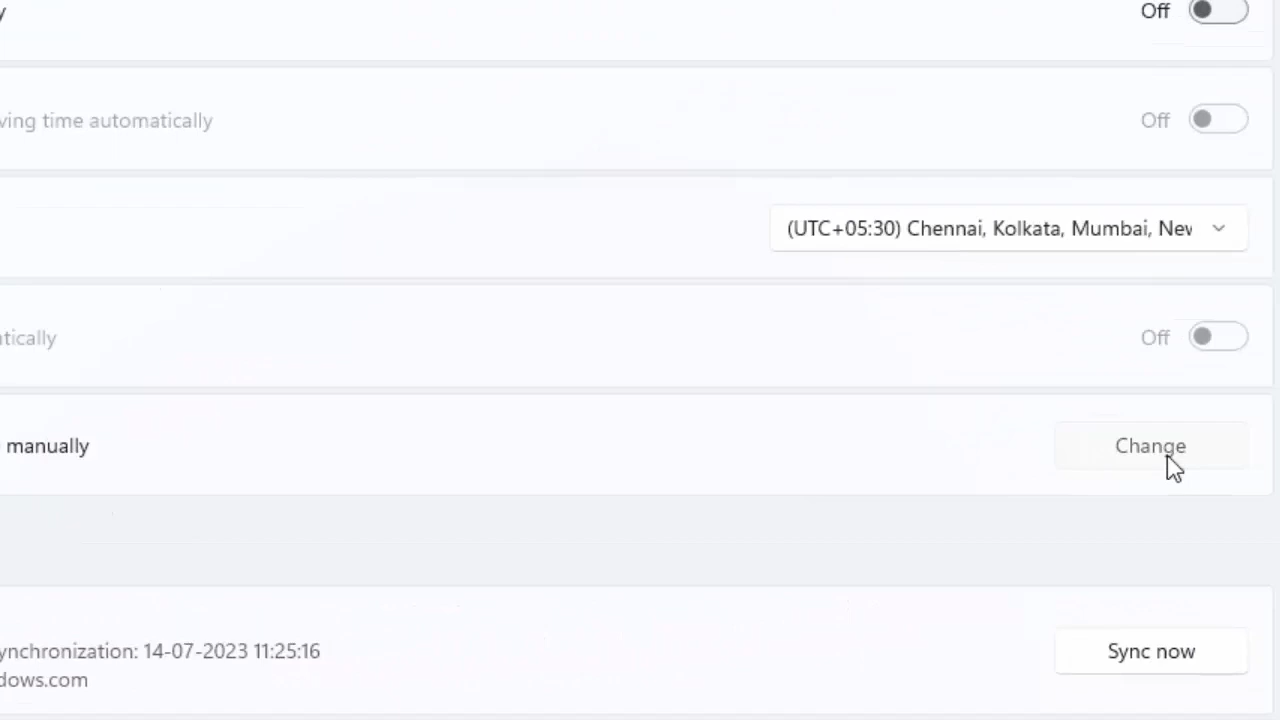 Off
ving time automatically Off
(UTC+05:30) Chennai, Kolkata, Mumbai, Nev
tically Off
manually Change
ynchronization: 14-07-2023 11:25:16 Sync now
dows.com